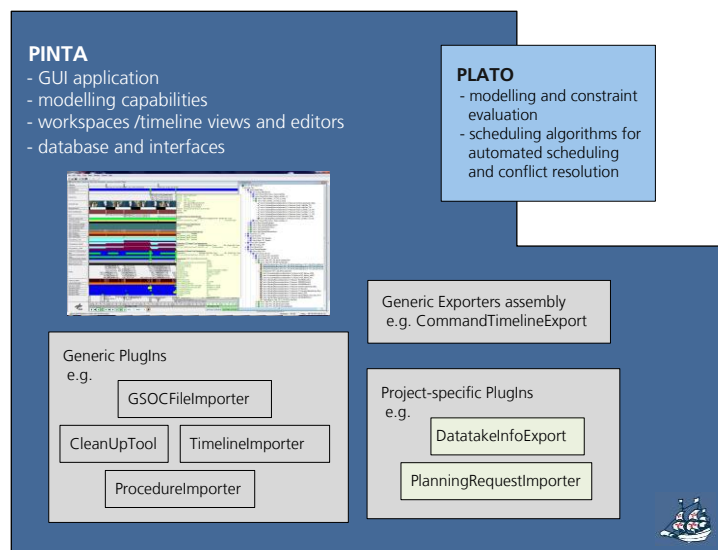 PINTA
- GUI application
- modelling capabilities
- workspaces /timeline views and editors
- database and interfaces
PLATO
- modelling and constraint
evaluation
- scheduling algorithms for
automated scheduling
and conflict resolution
Generic Exporters assembly
e.g. CommandTimelineExport
Generic PlugIns
e.g.
GSOCFileImporter
CleanUpTool
TimelineImporter
ProcedureImporter
Project-specific PlugIns
e.g.
DatatakeInfoExport
PlanningRequestImporter